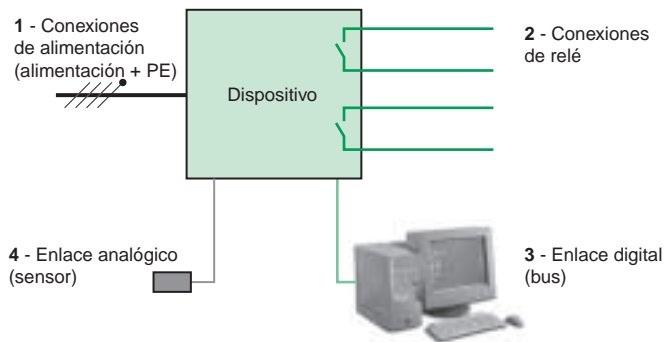 1 - Conexiones
de alimentación
(alimentación + PE)
2 - Conexiones
de relé
Dispositivo
4 - Enlace analógico
(sensor)
3 - Enlace digital
(bus)